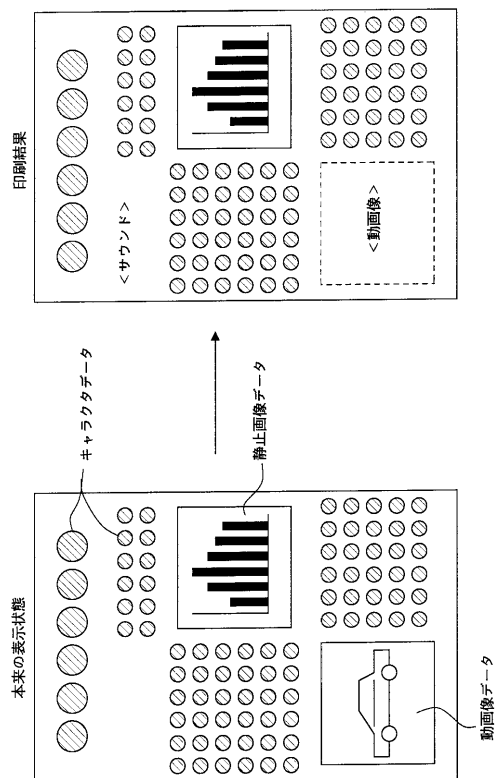 本来の表示状態
キャラクタデータ
静止画像データ
動画像データ
印刷結果
<サウンド>
<動画像>